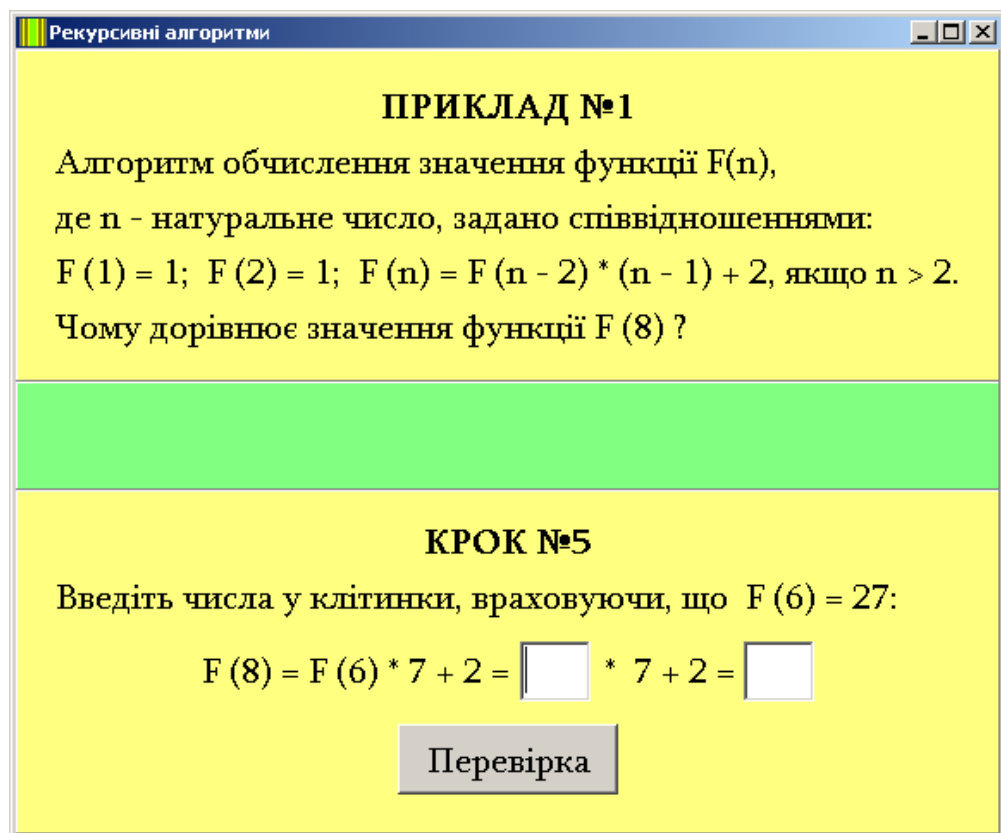 Рекурсивні алгоритми
ПРИКЛАД №1
Алгоритм обчислення значення функції F(n),
де n - натуральне число, задано співвідношеннями:
F (1) = 1; F (2) = 1; F (n) = F (n - 2) * (n - 1) + 2, якщо n > 2.
Чому дорівнює значення функції F (8) ?
КРОК №5
Введіть числа у клітинки, враховуючи, що F (6) = 27:
F (8) = F (6) * 7 + 2 = * 7 + 2 =
Перевірка